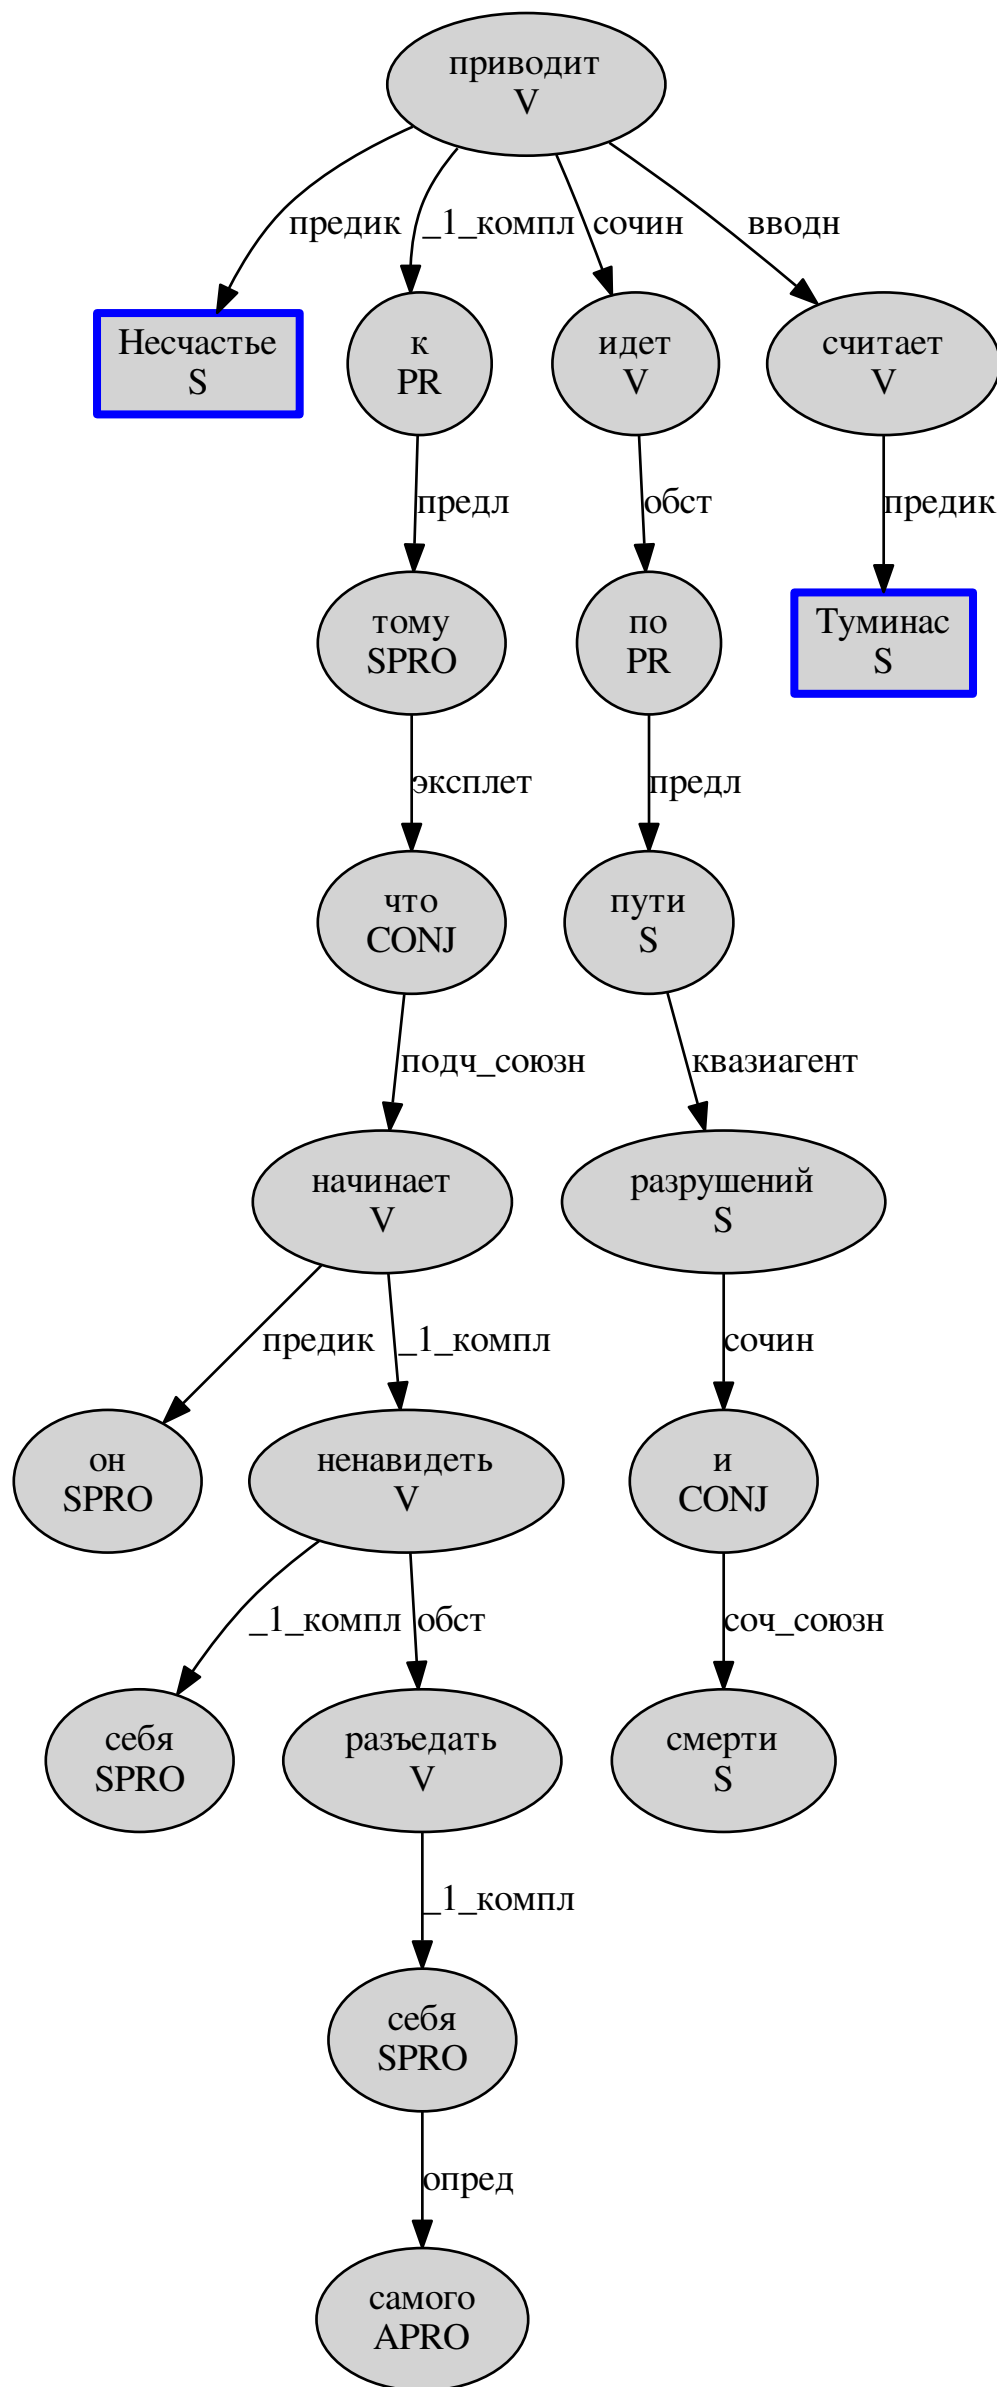 приводит
V
предик
_1_компл
сочин
вводн
Несчастье
S
к
PR
идет
V
считает
V
предл
обст
предик
тому
SPRO
по
PR
Туминас
S
эксплет
предл
что
CONJ
пути
S
подч_союзн
квазиагент
начинает
V
разрушений
S
предик
_1_компл
сочин
он
SPRO
ненавидеть
V
и
CONJ
_1_компл
обст
соч_союзн
себя
SPRO
разъедать
V
смерти
S
_1_компл
себя
SPRO
опред
самого
APRO